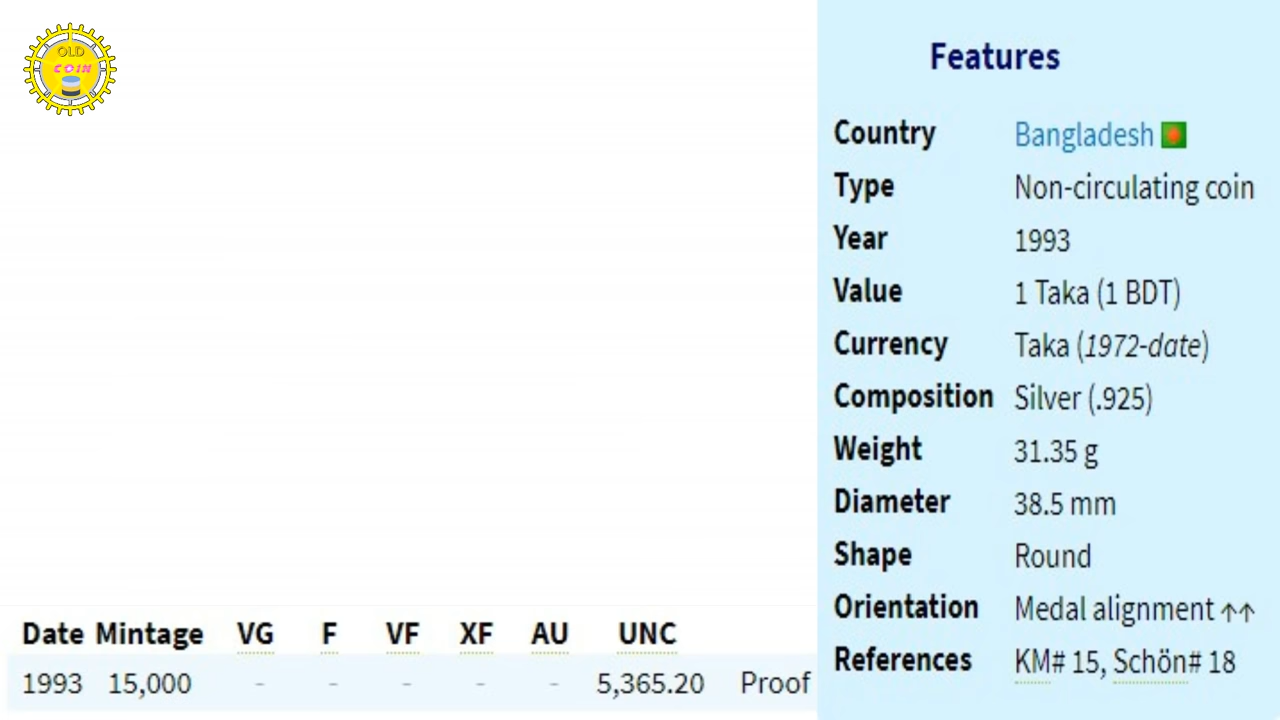 OLD
COIN
Features
Country Bangladesh
Type Non-circulating coin
Year 1993
Value 1 Taka (1 BDT)
Currency Taka (1972-date)
Composition Silver (.925)
Weight 31.35 g
Diameter 38.5 mm
Shape Round
Orientation Medal alignment ↑↑
References KM# 15, Schön# 18
Date Mintage VG F VF XF AU UNC
1993 15,000 - - - - - 5,365.20 Proof